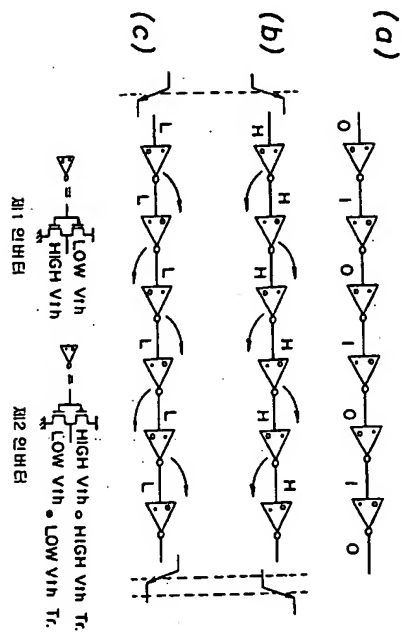 (a) 0 1 0 1 0 1 0
(b) H H H H H H
(c) L L L L L L
= LOW Vth
HIGH Vth
= HIGH Vth o HIGH Vth Tr.
LOW Vth • LOW Vth Tr.
제1 인버터
제2 인버터